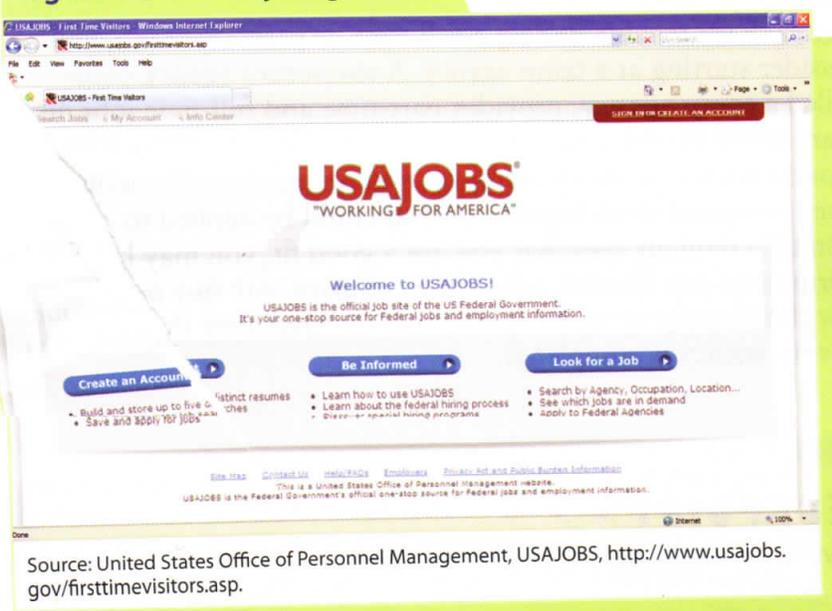 USAJOBS - First Time Visitors - Windows Internet Explorer
http://www.usajobs.gov/firsttimevisitors.asp
File Edit View Favorites Tools Help
USAJOBS - First Time Visitors
Page Tools
Search Jobs My Account Info Center
SIGN IN OR CREATE AN ACCOUNT
USAJOBS®
"WORKING FOR AMERICA"
Welcome to USAJOBS!
USAJOBS is the official job site of the US Federal Government.
It's your one-stop source for Federal jobs and employment information.
Create an Accoun
• Build and store up to five distinct resumes
• Save and apply for jobs
Be Informed
• Learn how to use USAJOBS
• Learn about the federal hiring process
• Discover special hiring programs
Look for a Job
• Search by Agency, Occupation, Location...
• See which jobs are in demand
• Apply to Federal Agencies
Site Map Contact Us Help/FAQs Employers Privacy Act and Public Burden Information
This is a United States Office of Personnel Management website.
USAJOBS is the Federal Government's official one-stop source for Federal jobs and employment information.
Done
Internet
100%
Source: United States Office of Personnel Management, USAJOBS, http://www.usajobs.
gov/firsttimevisitors.asp.